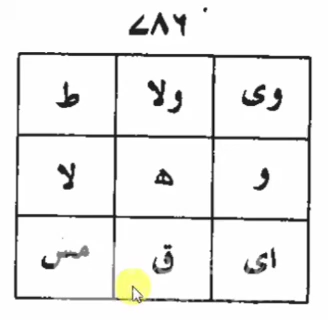 ۷۸۶
وی ولا ط
و ھ لا
ای ق مس